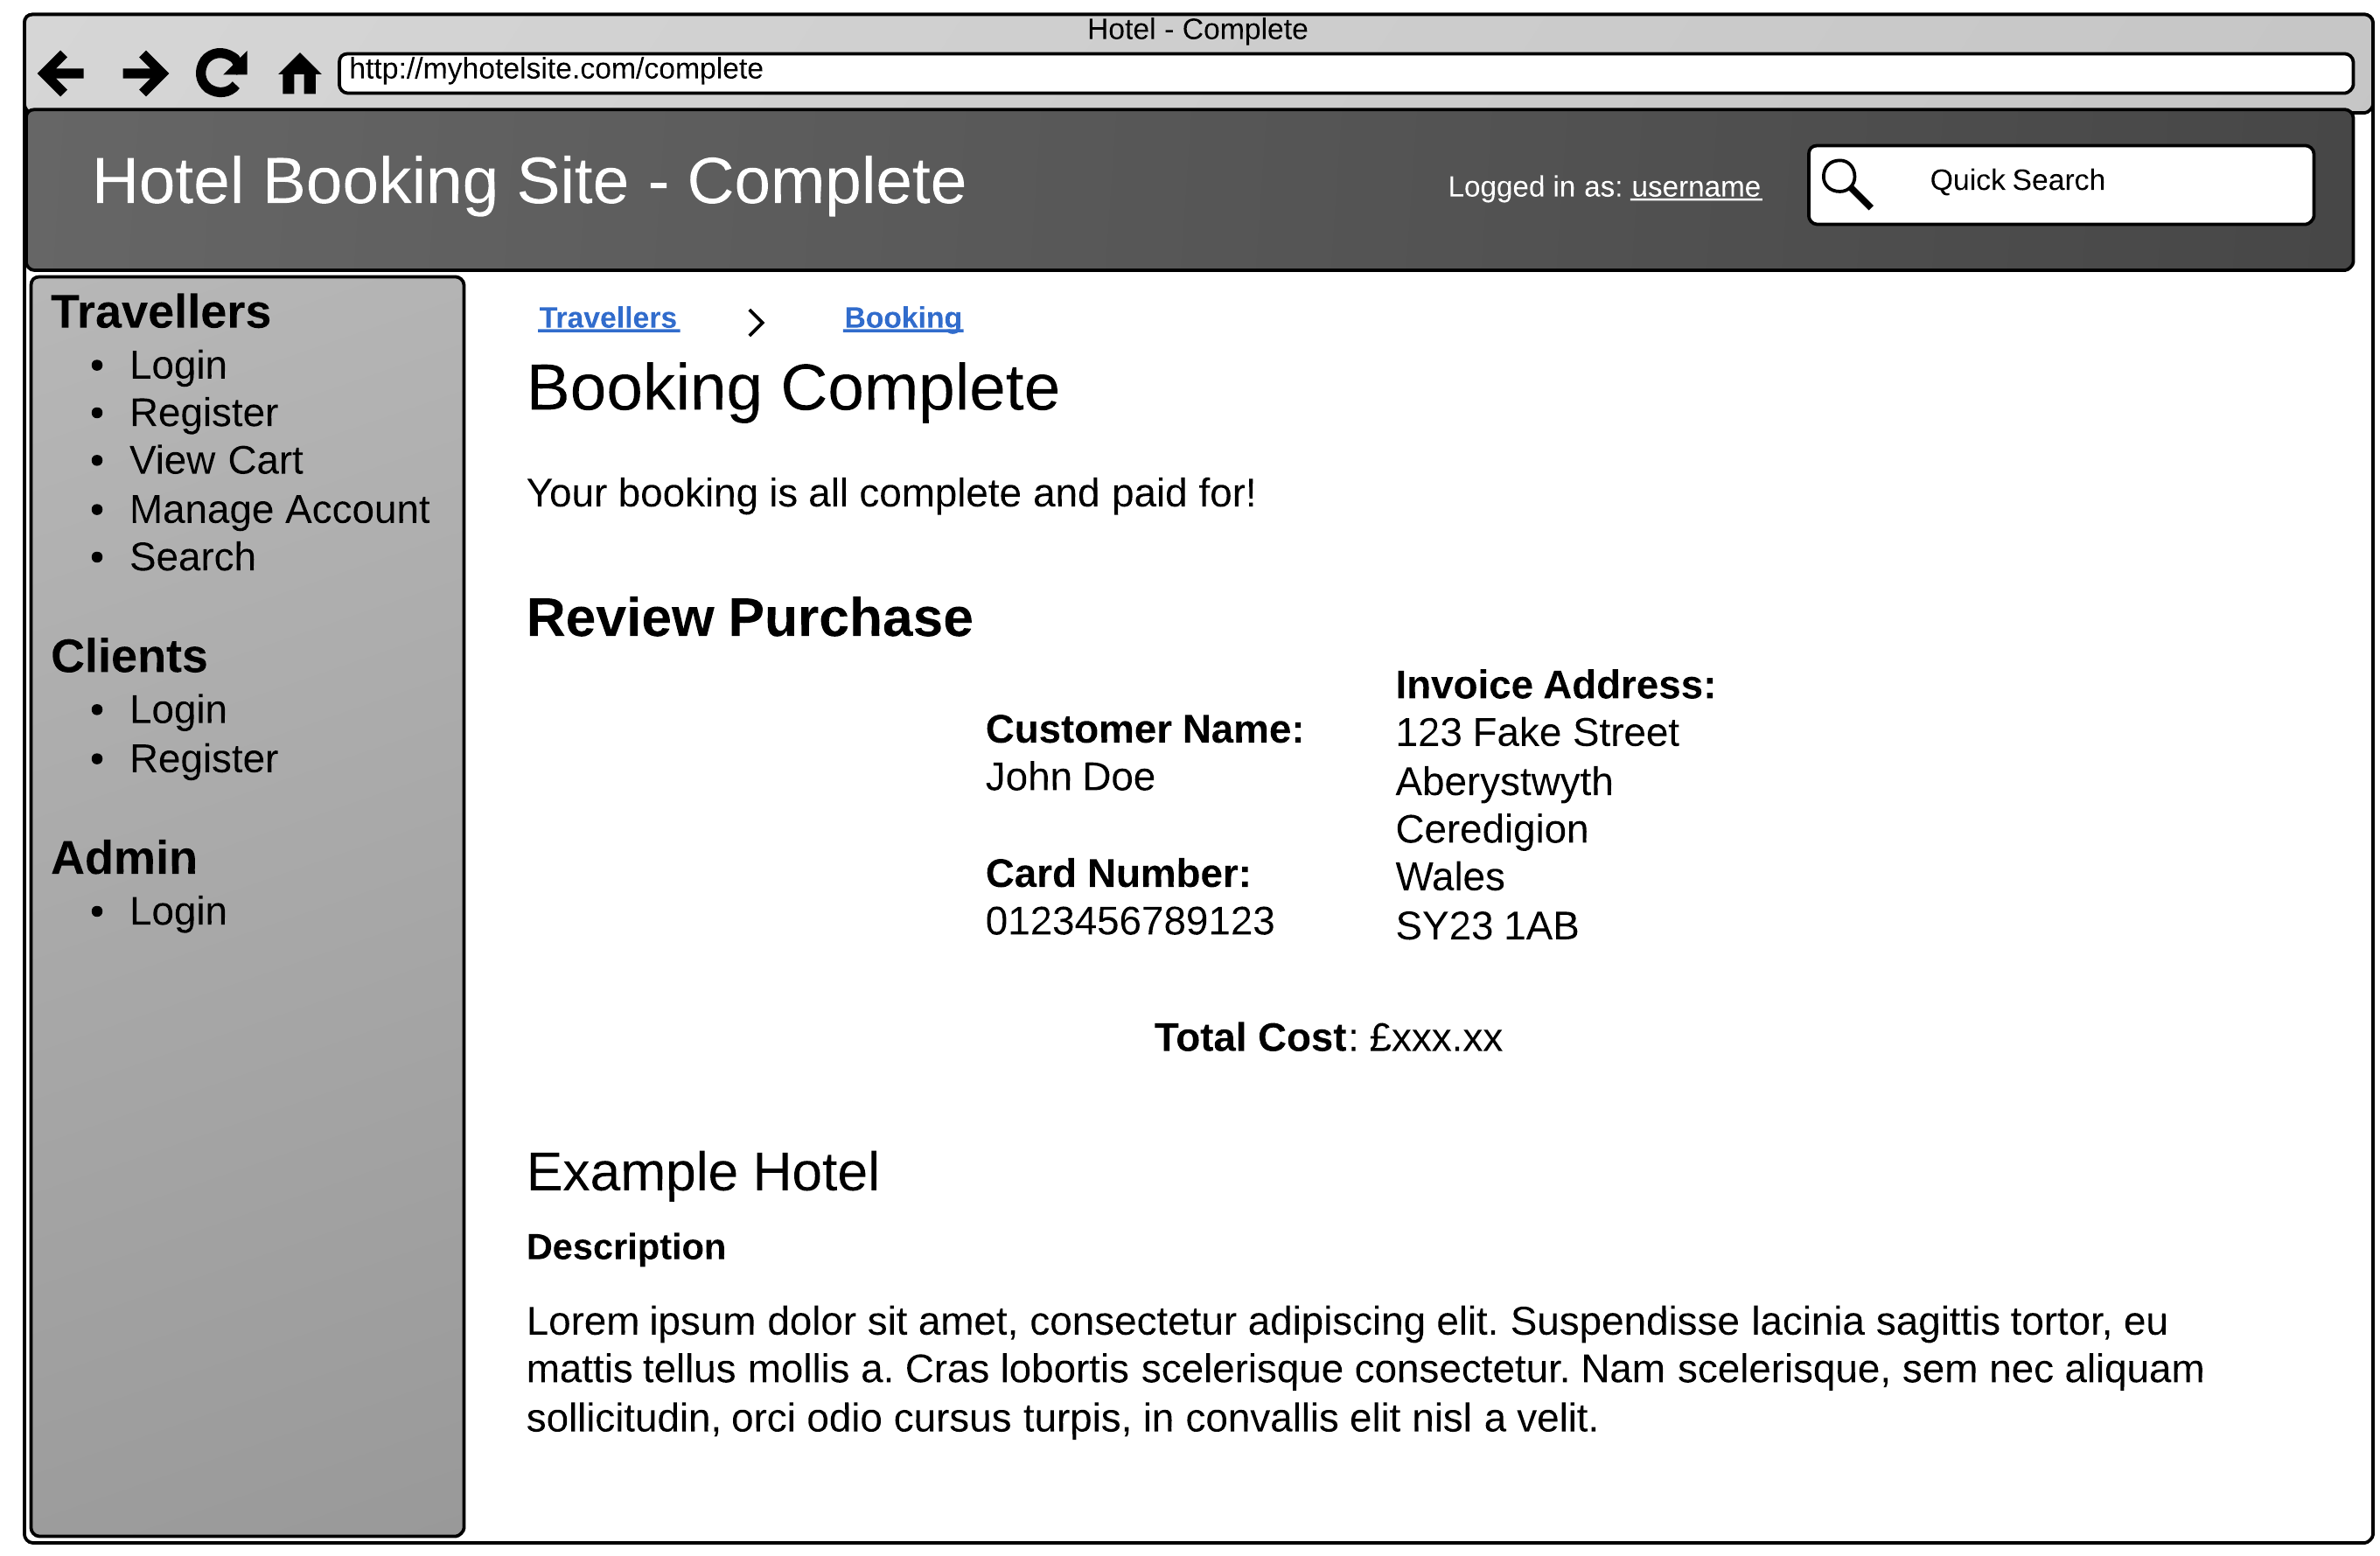 Hotel - Complete
http://myhotelsite.com/complete
Hotel Booking Site - Complete
Logged in as: username
Quick Search
Travellers
• Login
• Register
• View Cart
• Manage Account
• Search
Clients
• Login
• Register
Admin
• Login
Travellers > Booking
Booking Complete
Your booking is all complete and paid for!
Review Purchase
Customer Name:
John Doe
Card Number:
0123456789123
Invoice Address:
123 Fake Street
Aberystwyth
Ceredigion
Wales
SY23 1AB
Total Cost: £xxx.xx
Example Hotel
Description
Lorem ipsum dolor sit amet, consectetur adipiscing elit. Suspendisse lacinia sagittis tortor, eu
mattis tellus mollis a. Cras lobortis scelerisque consectetur. Nam scelerisque, sem nec aliquam
sollicitudin, orci odio cursus turpis, in convallis elit nisl a velit.